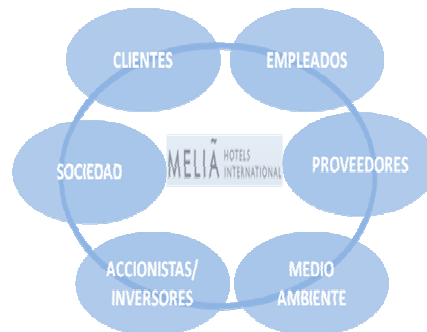 CLIENTES
EMPLEADOS
SOCIEDAD
MELIÃ HOTELS
INTERNATIONAL
PROVEEDORES
ACCIONISTAS/
INVERSORES
MEDIO
AMBIENTE